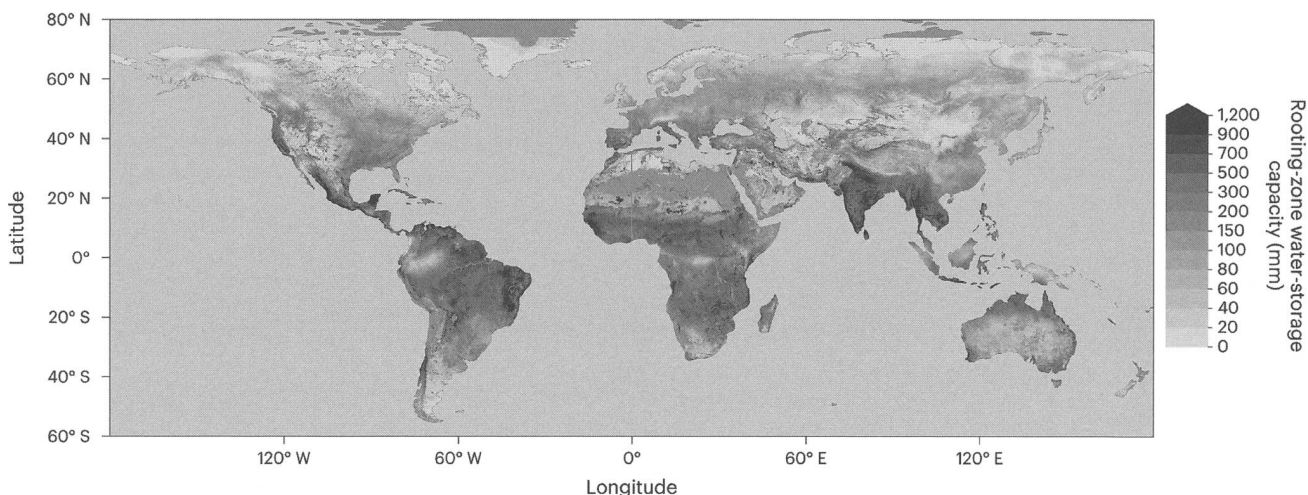 80° N
60° N
40° N
20° N
0°
20° S
40° S
60° S
Latitude
120° W
60° W
0°
60° E
120° E
Longitude
1,200
900
700
500
300
200
150
100
80
60
40
20
0
Rooting-zone water-storage
capacity (mm)